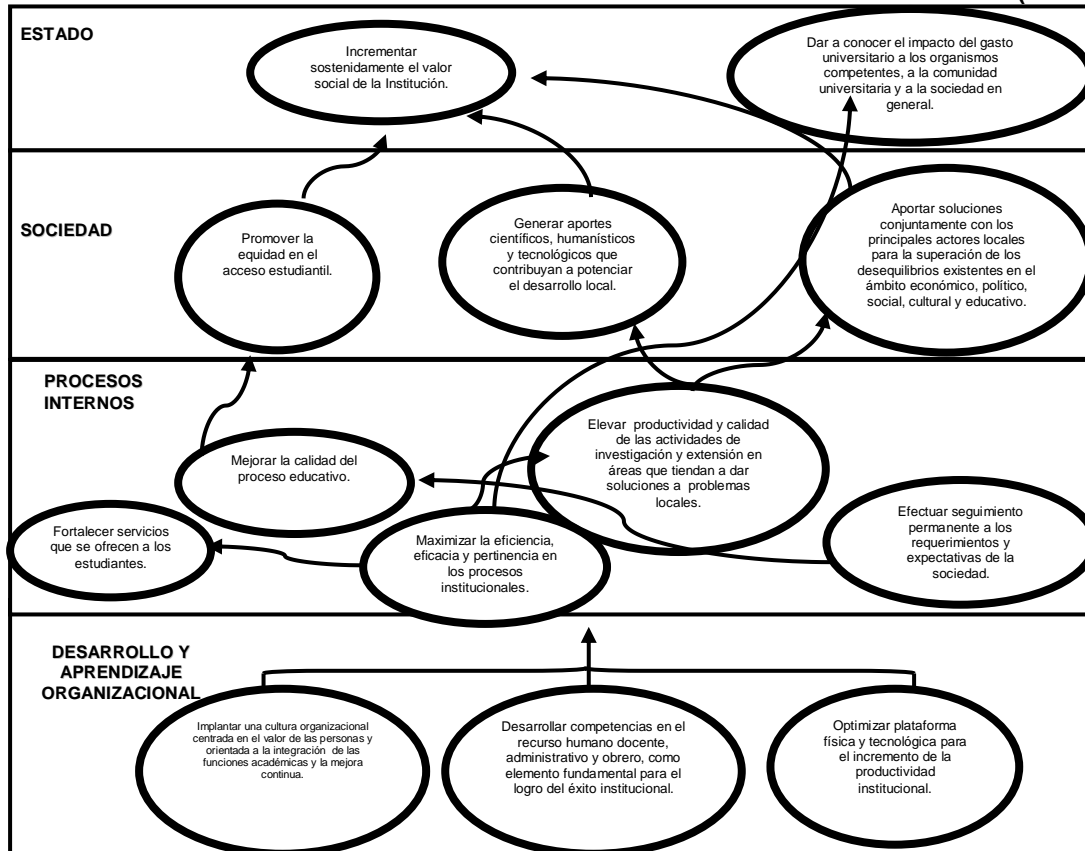 ESTADO
Incrementar
sostenidamente el valor
social de la Institución.
Dar a conocer el impacto del gasto
universitario a los organismos
competentes, a la comunidad
universitaria y a la sociedad en
general.
SOCIEDAD
Promover la
equidad en el
acceso estudiantil.
Generar aportes
científicos, humanísticos
y tecnológicos que
contribuyan a potenciar
el desarrollo local.
Aportar soluciones
conjuntamente con los
principales actores locales
para la superación de los
desequilibrios existentes en el
ámbito económico, político,
social, cultural y educativo.
PROCESOS
INTERNOS
Mejorar la calidad del
proceso educativo.
Elevar productividad y calidad
de las actividades de
investigación y extensión en
áreas que tiendan a dar
soluciones a problemas
locales.
Fortalecer servicios
que se ofrecen a los
estudiantes.
Maximizar la eficiencia,
eficacia y pertinencia en
los procesos
institucionales.
Efectuar seguimiento
permanente a los
requerimientos y
expectativas de la
sociedad.
DESARROLLO Y
APRENDIZAJE
ORGANIZACIONAL
Implantar una cultura organizacional
centrada en el valor de las personas y
orientada a la integración de las
funciones académicas y la mejora
continua.
Desarrollar competencias en el
recurso humano docente,
administrativo y obrero, como
elemento fundamental para el
logro del éxito institucional.
Optimizar plataforma
física y tecnológica para
el incremento de la
productividad
institucional.